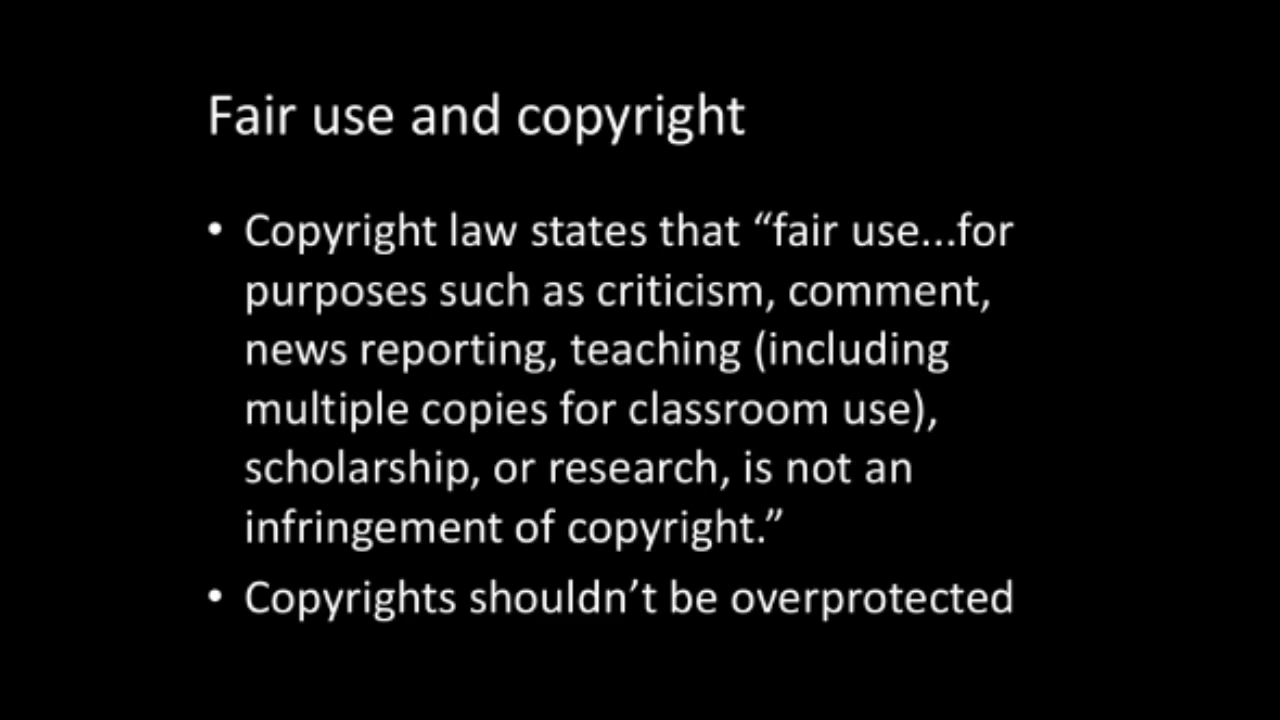 Fair use and copyright
• Copyright law states that “fair use...for
purposes such as criticism, comment,
news reporting, teaching (including
multiple copies for classroom use),
scholarship, or research, is not an
infringement of copyright.”
• Copyrights shouldn’t be overprotected